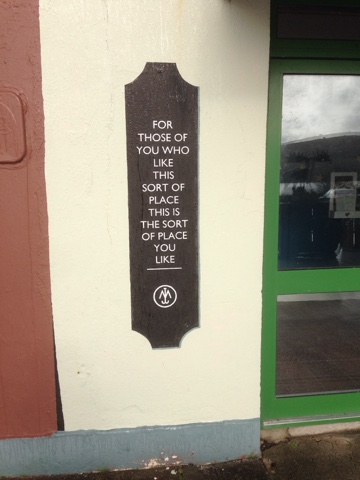 FOR
THOSE OF
YOU WHO
LIKE
THIS
SORT OF
PLACE
THIS IS
THE SORT
OF PLACE
YOU
LIKE